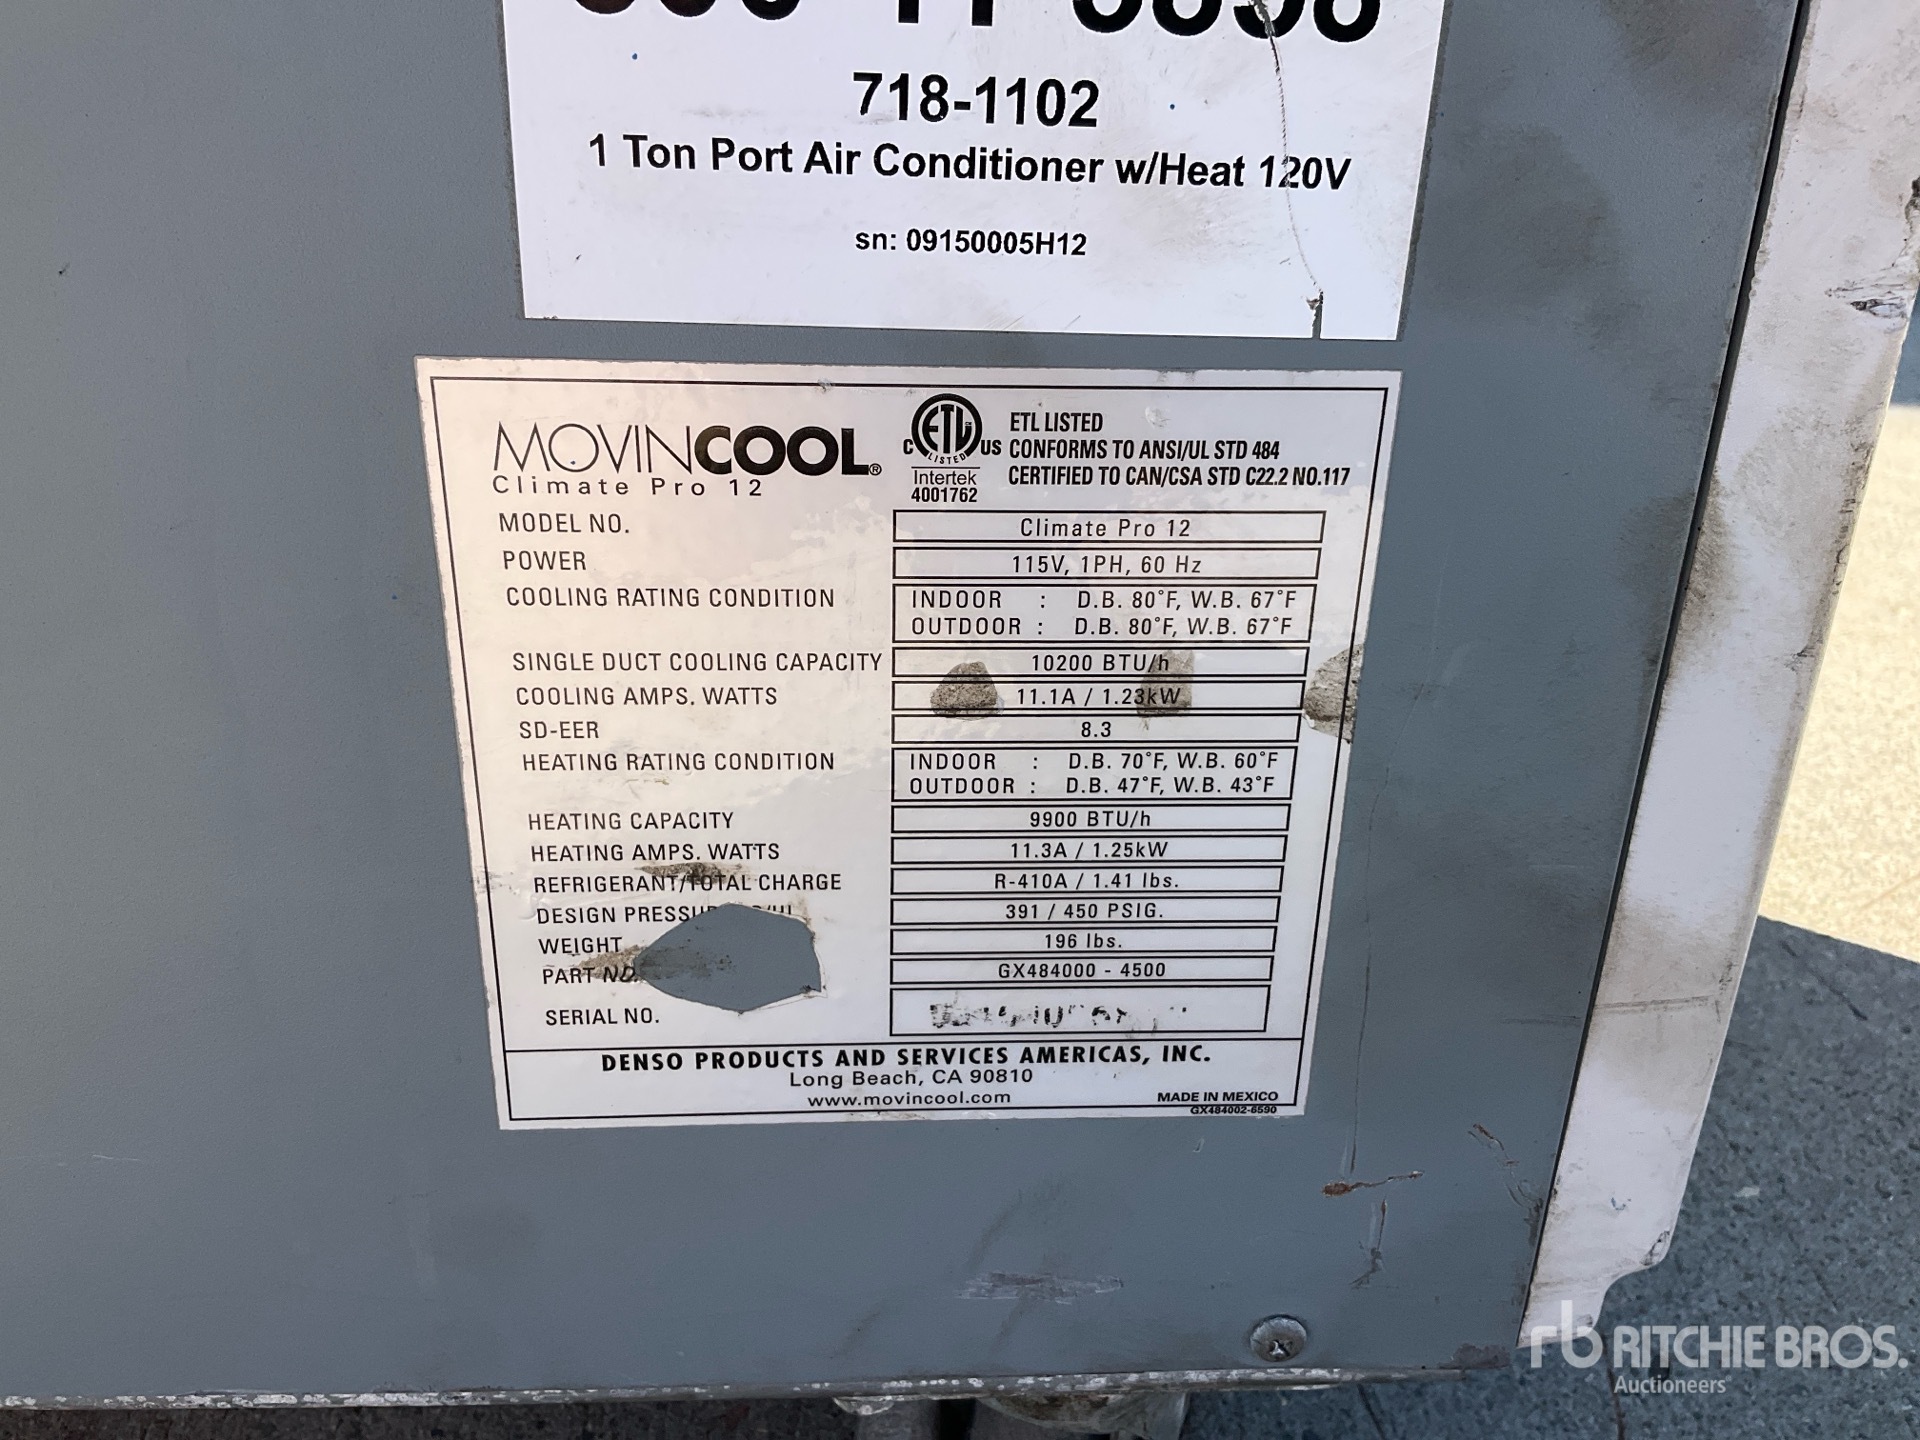 718-1102
1 Ton Port Air Conditioner w/Heat 120V
sn: 09150005H12
MOVINCOOL®
Climate Pro 12
C ETL US
LISTED
Intertek
4001762
ETL LISTED
CONFORMS TO ANSI/UL STD 484
CERTIFIED TO CAN/CSA STD C22.2 NO.117
MODEL NO. Climate Pro 12
POWER 115V, 1PH, 60 Hz
COOLING RATING CONDITION INDOOR : D.B. 80°F, W.B. 67°F
OUTDOOR : D.B. 80°F, W.B. 67°F
SINGLE DUCT COOLING CAPACITY 10200 BTU/h
COOLING AMPS. WATTS 11.1A / 1.23kW
SD-EER 8.3
HEATING RATING CONDITION INDOOR : D.B. 70°F, W.B. 60°F
OUTDOOR : D.B. 47°F, W.B. 43°F
HEATING CAPACITY 9900 BTU/h
HEATING AMPS. WATTS 11.3A / 1.25kW
REFRIGERANT/TOTAL CHARGE R-410A / 1.41 lbs.
DESIGN 391 / 450 PSIG.
WEIGHT 196 lbs.
PART NO. GX484000 - 4500
SERIAL NO.
DENSO PRODUCTS AND SERVICES AMERICAS, INC.
Long Beach, CA 90810
www.movincool.com
MADE IN MEXICO
GX484002-6590
rb RITCHIE BROS.
Auctioneers